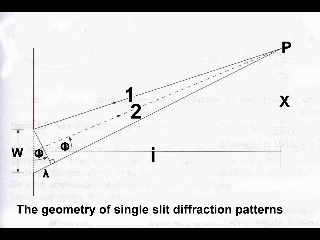 P
1
2
X
W
Φ
Φ
i
λ
The geometry of single slit diffraction patterns